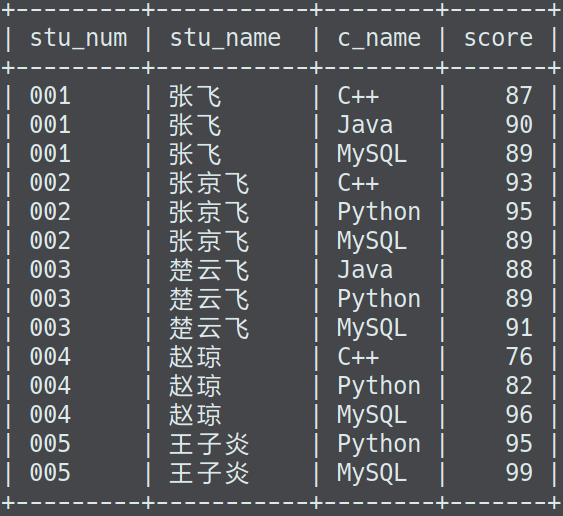 +---------+-----------+--------+-------+
| stu_num | stu_name | c_name | score |
+---------+-----------+--------+-------+
| 001 | 张飞 | C++ | 87 |
| 001 | 张飞 | Java | 90 |
| 001 | 张飞 | MySQL | 89 |
| 002 | 张京飞 | C++ | 93 |
| 002 | 张京飞 | Python | 95 |
| 002 | 张京飞 | MySQL | 89 |
| 003 | 楚云飞 | Java | 88 |
| 003 | 楚云飞 | Python | 89 |
| 003 | 楚云飞 | MySQL | 91 |
| 004 | 赵琼 | C++ | 76 |
| 004 | 赵琼 | Python | 82 |
| 004 | 赵琼 | MySQL | 96 |
| 005 | 王子炎 | Python | 95 |
| 005 | 王子炎 | MySQL | 99 |
+---------+-----------+--------+-------+